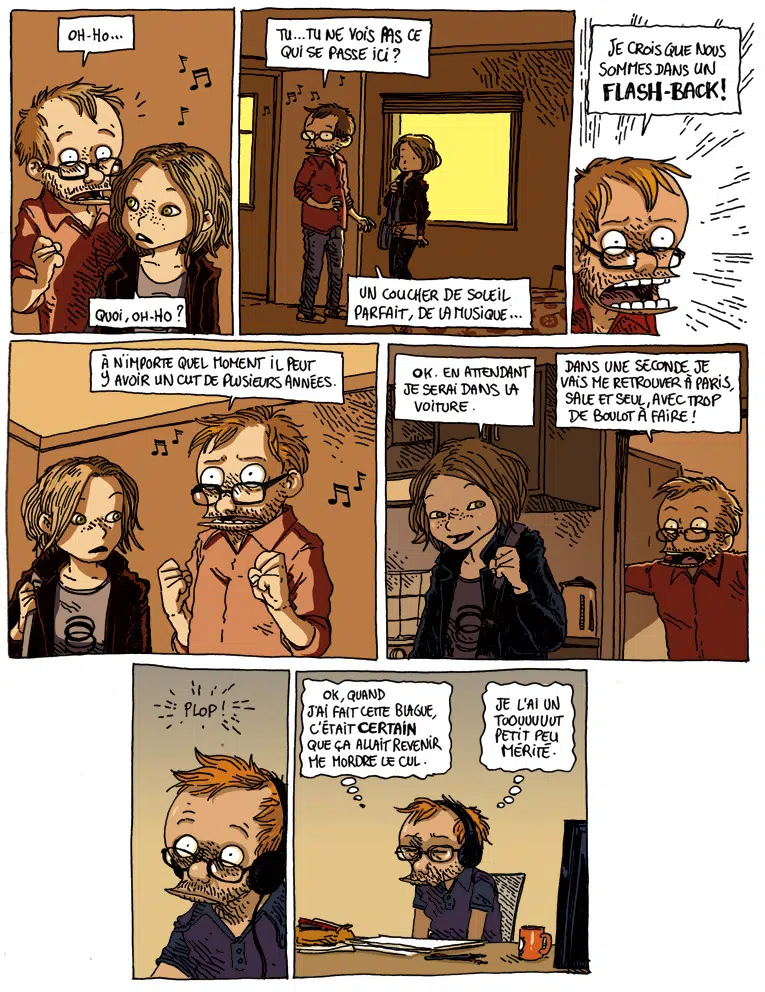 OH-HO...
QUOI, OH-HO ?
TU...TU NE VOIS PAS CE
QUI SE PASSE ICI ?
UN COUCHER DE SOLEIL
PARFAIT, DE LA MUSIQUE...
JE CROIS QUE NOUS
SOMMES DANS UN
FLASH-BACK!
À N'IMPORTE QUEL MOMENT IL PEUT
Y AVOIR UN CUT DE PLUSIEURS ANNÉES.
OK. EN ATTENDANT
JE SERAI DANS LA
VOITURE.
DANS UNE SECONDE JE
VAIS ME RETROUVER À PARIS,
SALE ET SEUL, AVEC TROP
DE BOULOT À FAIRE !
PLOP !
OK, QUAND
J'AI FAIT CETTE BLAGUE,
C'ÉTAIT CERTAIN
QUE ÇA ALLAIT REVENIR
ME MORDRE LE CUL.
JE L'AI UN
TOOUUUUUT
PETIT PEU
MÉRITÉ.